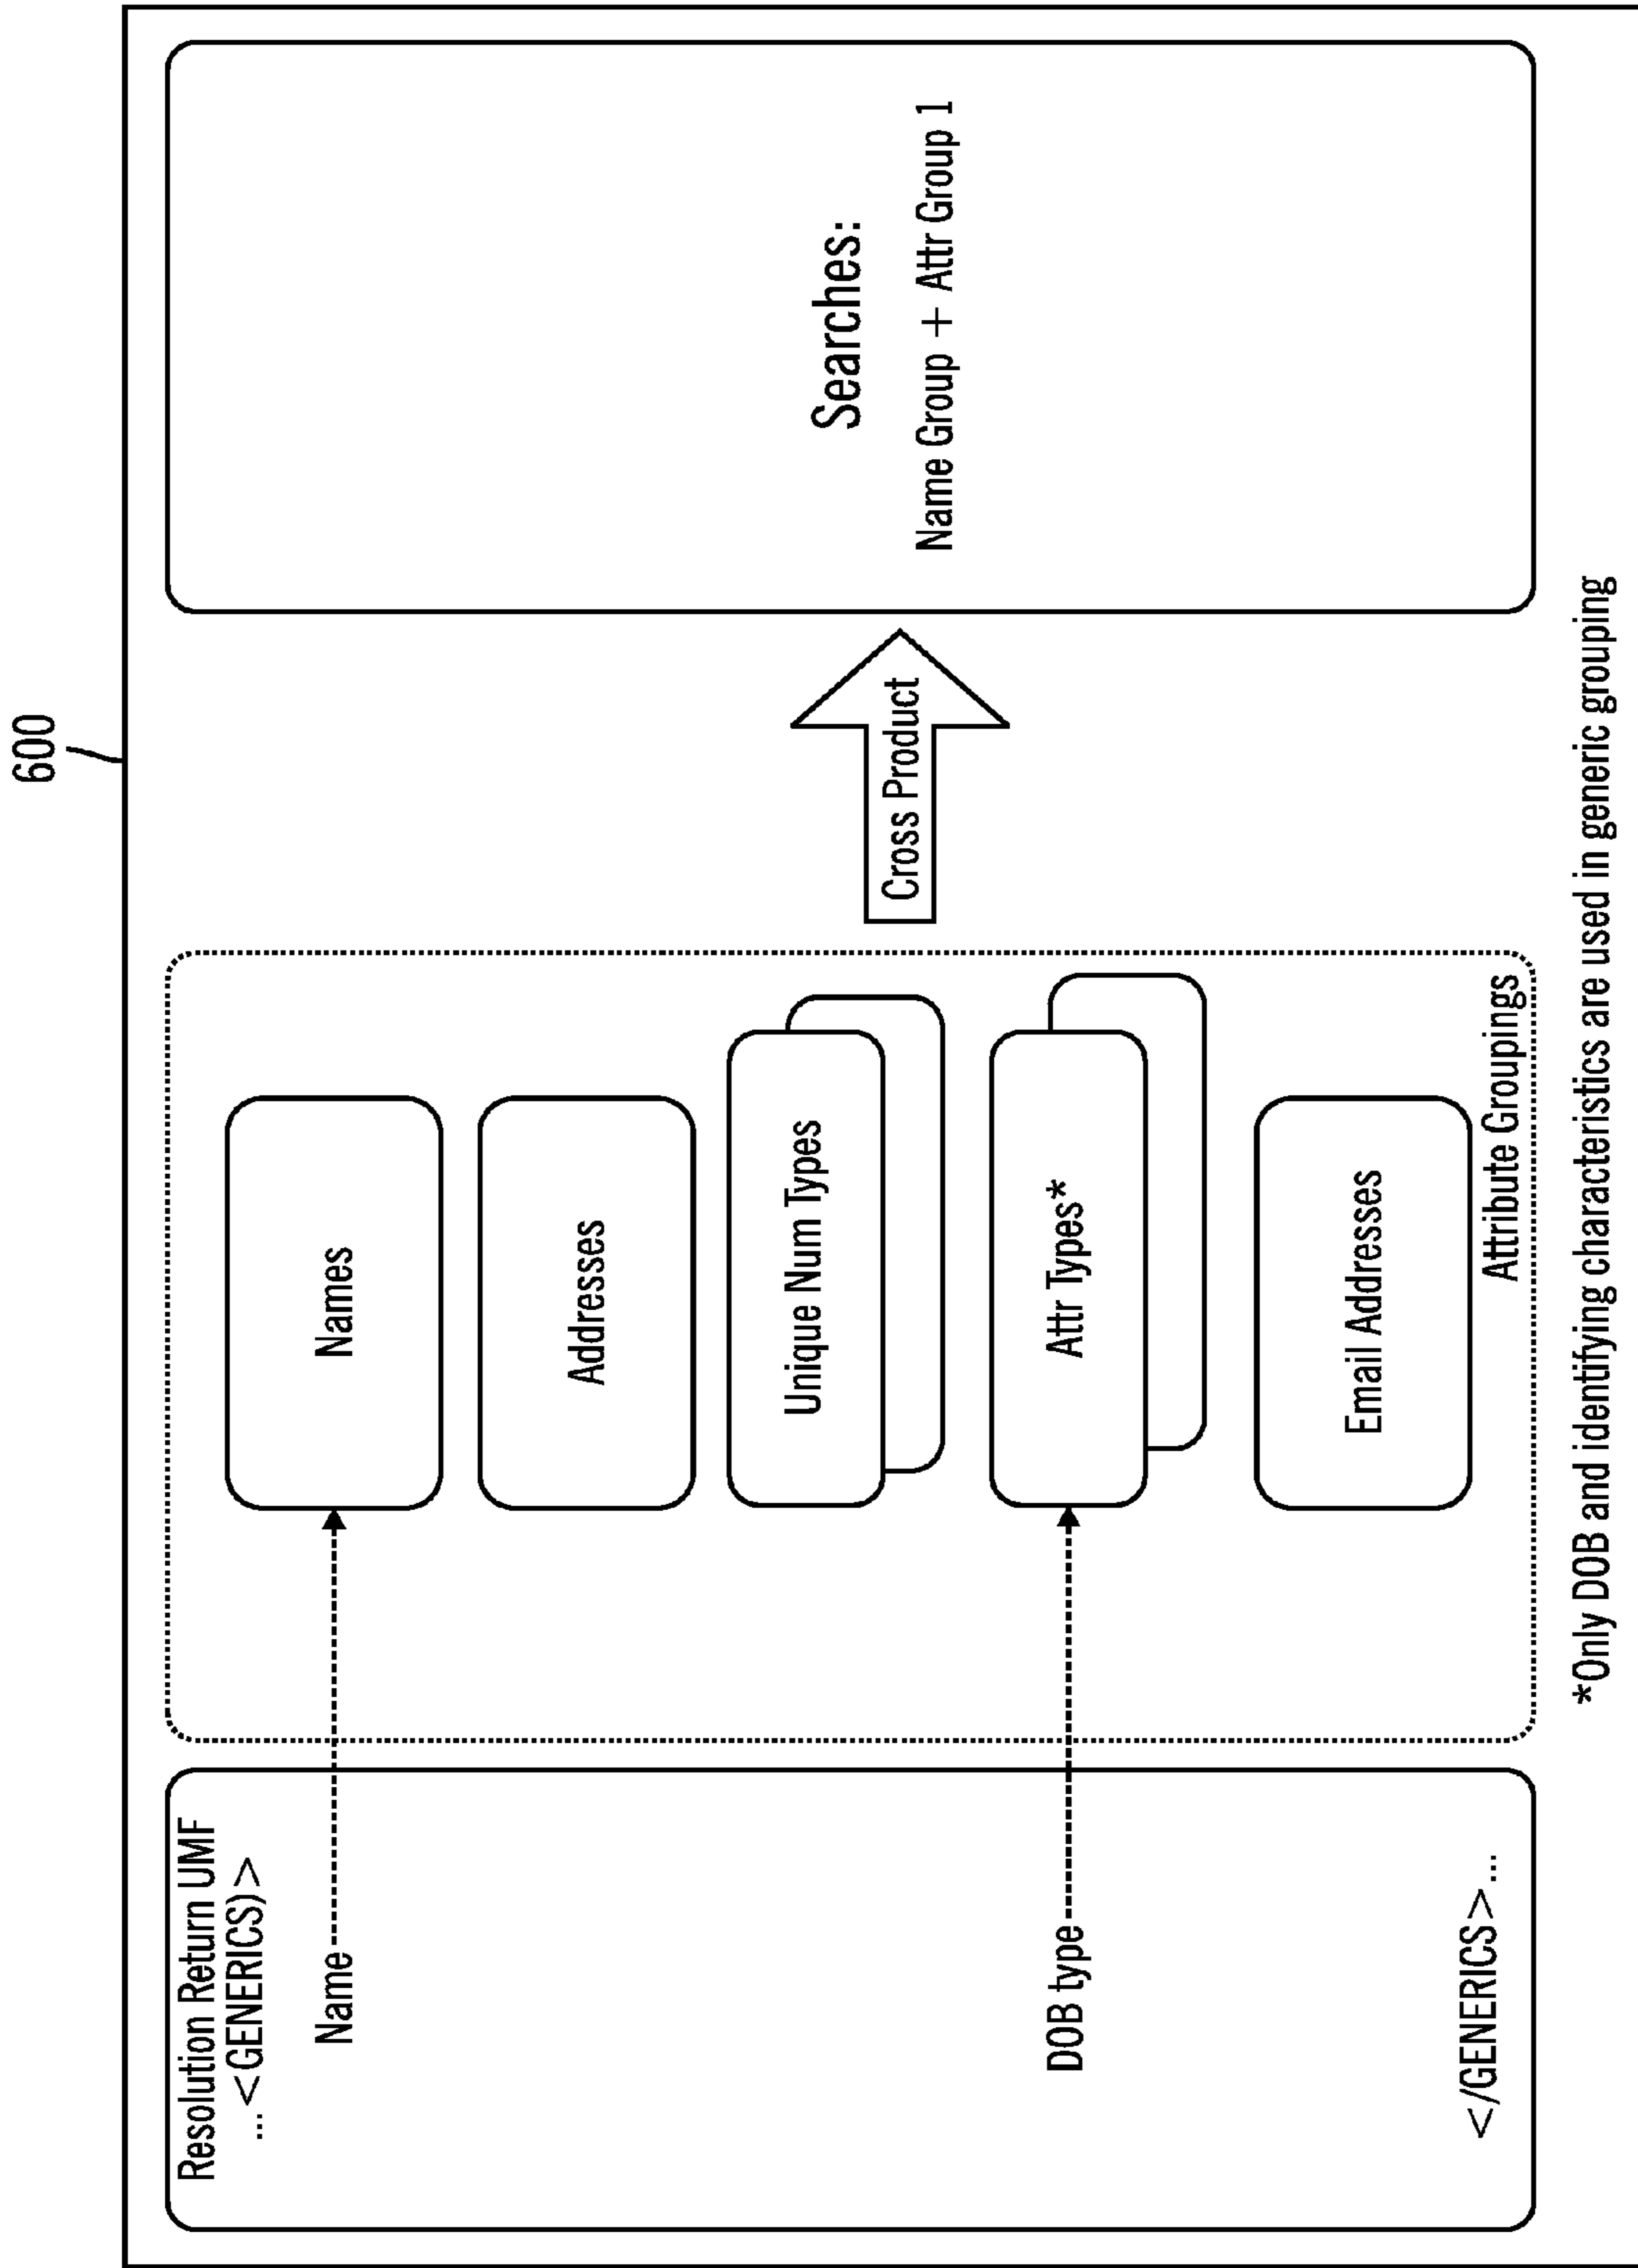 600
Resolution Return UMF
... <GENERICS)>
Name
DOB type
</GENERICS>...
Names
Addresses
Unique Num Types
Attr Types*
Email Addresses
Attribute Groupings
Cross Product
Searches:
Name Group + Attr Group 1
*Only DOB and identifying characteristics are used in generic grouping